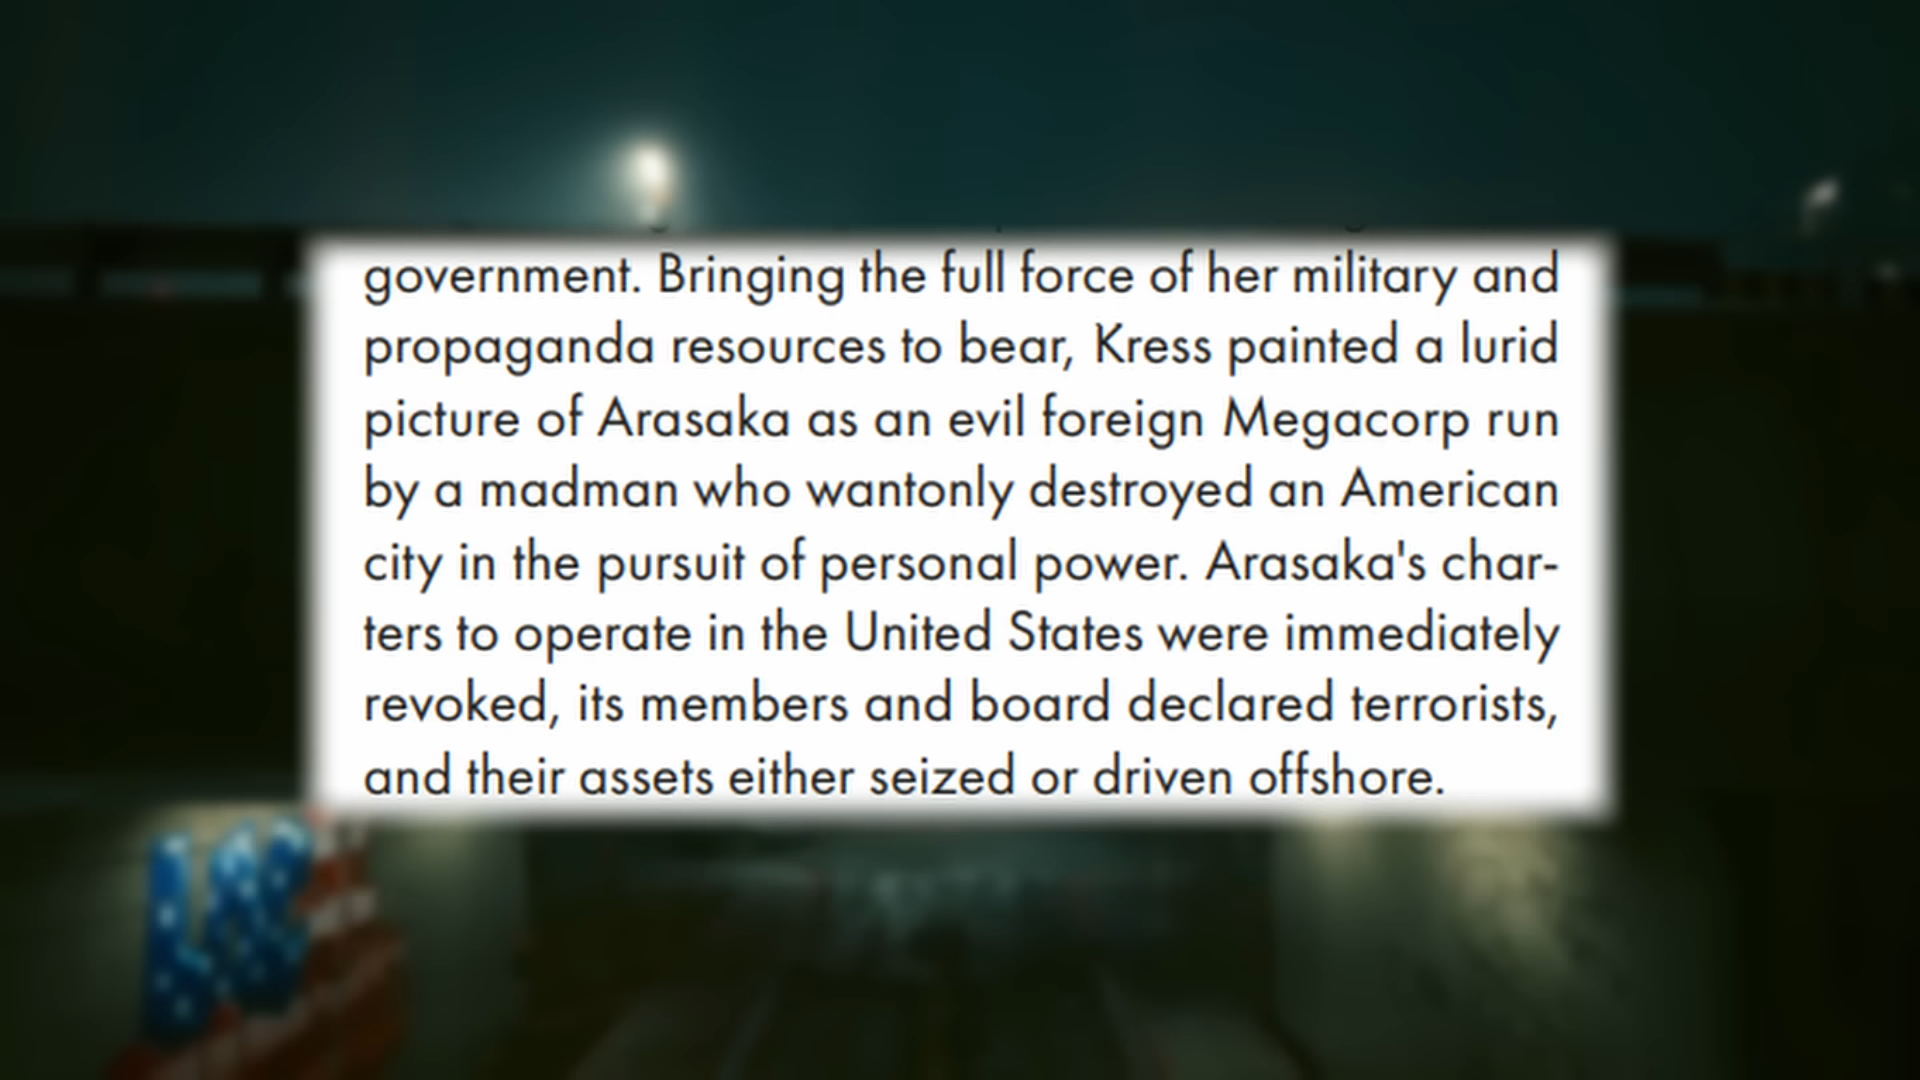 government. Bringing the full force of her military and
propaganda resources to bear, Kress painted a lurid
picture of Arasaka as an evil foreign Megacorp run
by a madman who wantonly destroyed an American
city in the pursuit of personal power. Arasaka's char-
ters to operate in the United States were immediately
revoked, its members and board declared terrorists,
and their assets either seized or driven offshore.